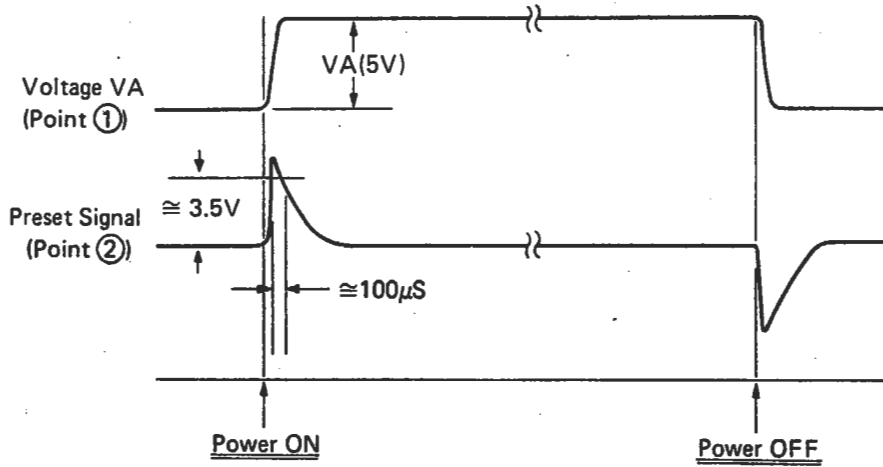 VA(5V)
Voltage VA
(Point ①)
≅ 3.5V
Preset Signal
(Point ②)
≅100μS
Power ON
Power OFF